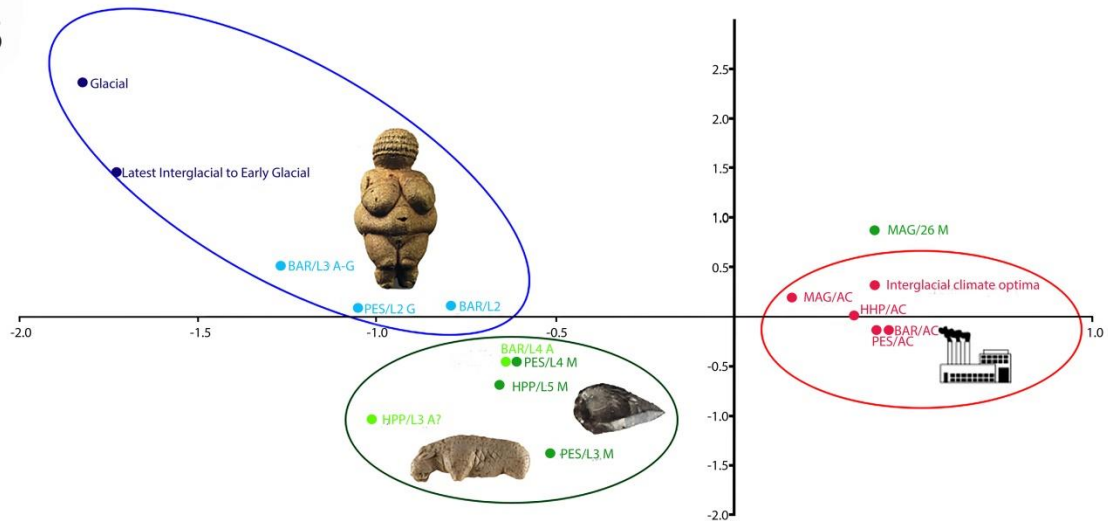 Glacial
2.5
2.0
Latest Interglacial to Early Glacial
1.5
1.0
MAG/26 M
BAR/L3 A-G
0.5
Interglacial climate optima
MAG/AC
PES/L2 G
BAR/L2
HHP/AC
-2.0
-1.5
-1.0
-0.5
1.0
BAR/AC
PES/AC
BAR/L4 A
PES/L4 M
-0.5
HPP/L5 M
-1.0
HPP/L3 A?
PES/L3 M
-1.5
-2.0